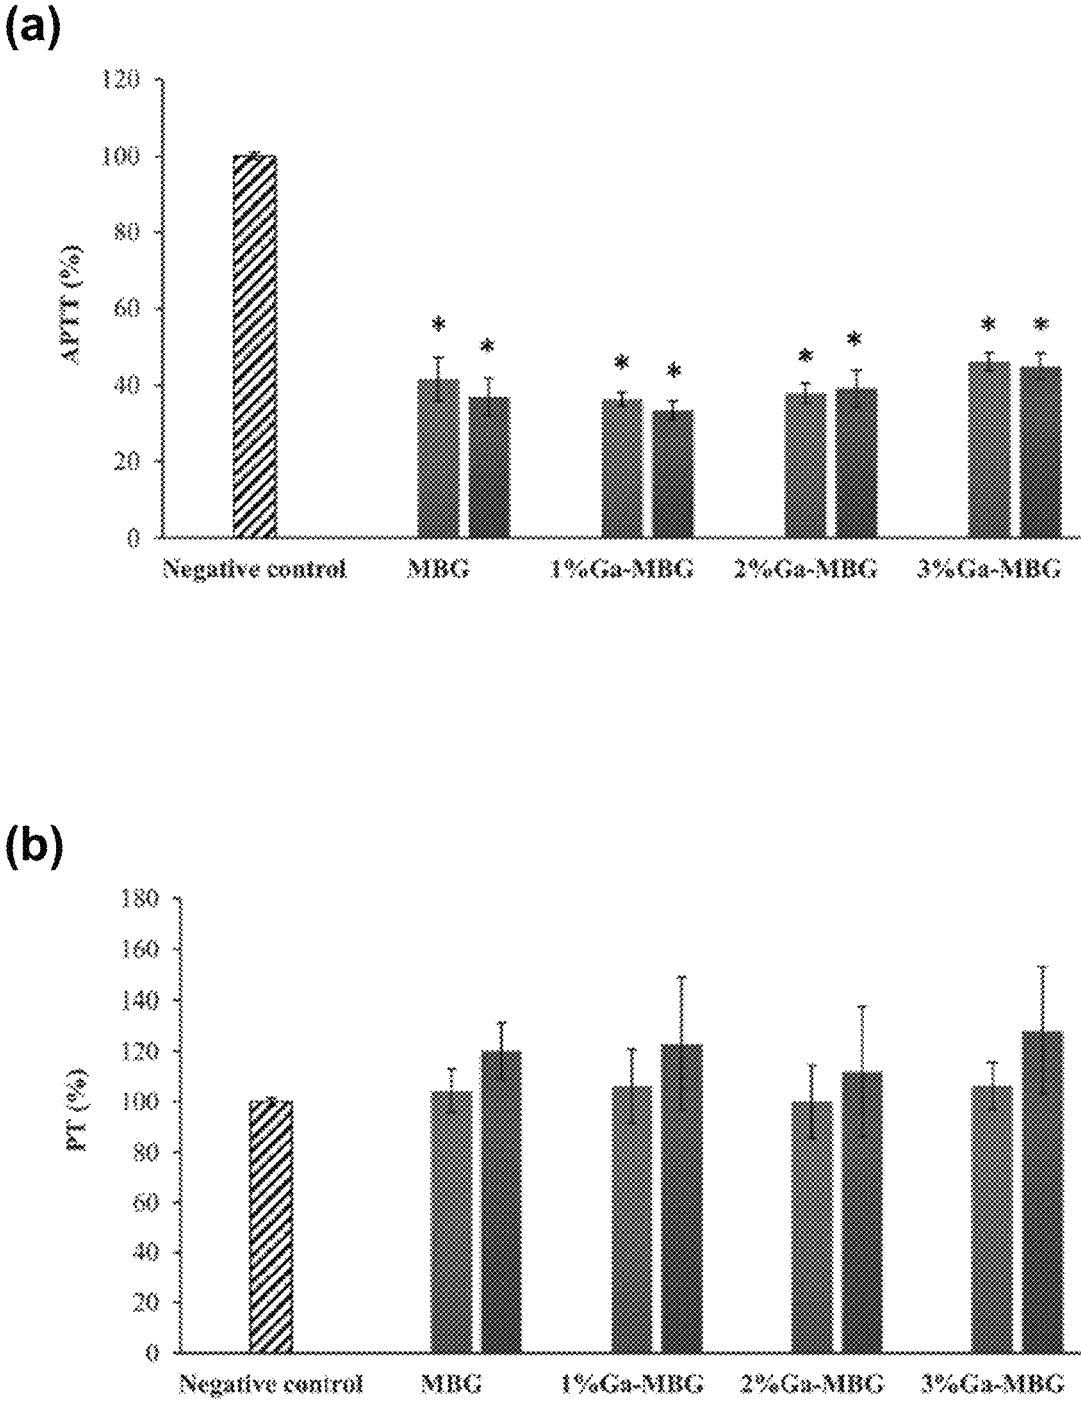 (a)
120
100
80
60
40
20
0
APTT (%)
* * * * * * * *
Negative control MBG 1%Ga-MBG 2%Ga-MBG 3%Ga-MBG
(b)
180
160
140
120
100
80
60
40
20
0
PT (%)
Negative control MBG 1%Ga-MBG 2%Ga-MBG 3%Ga-MBG